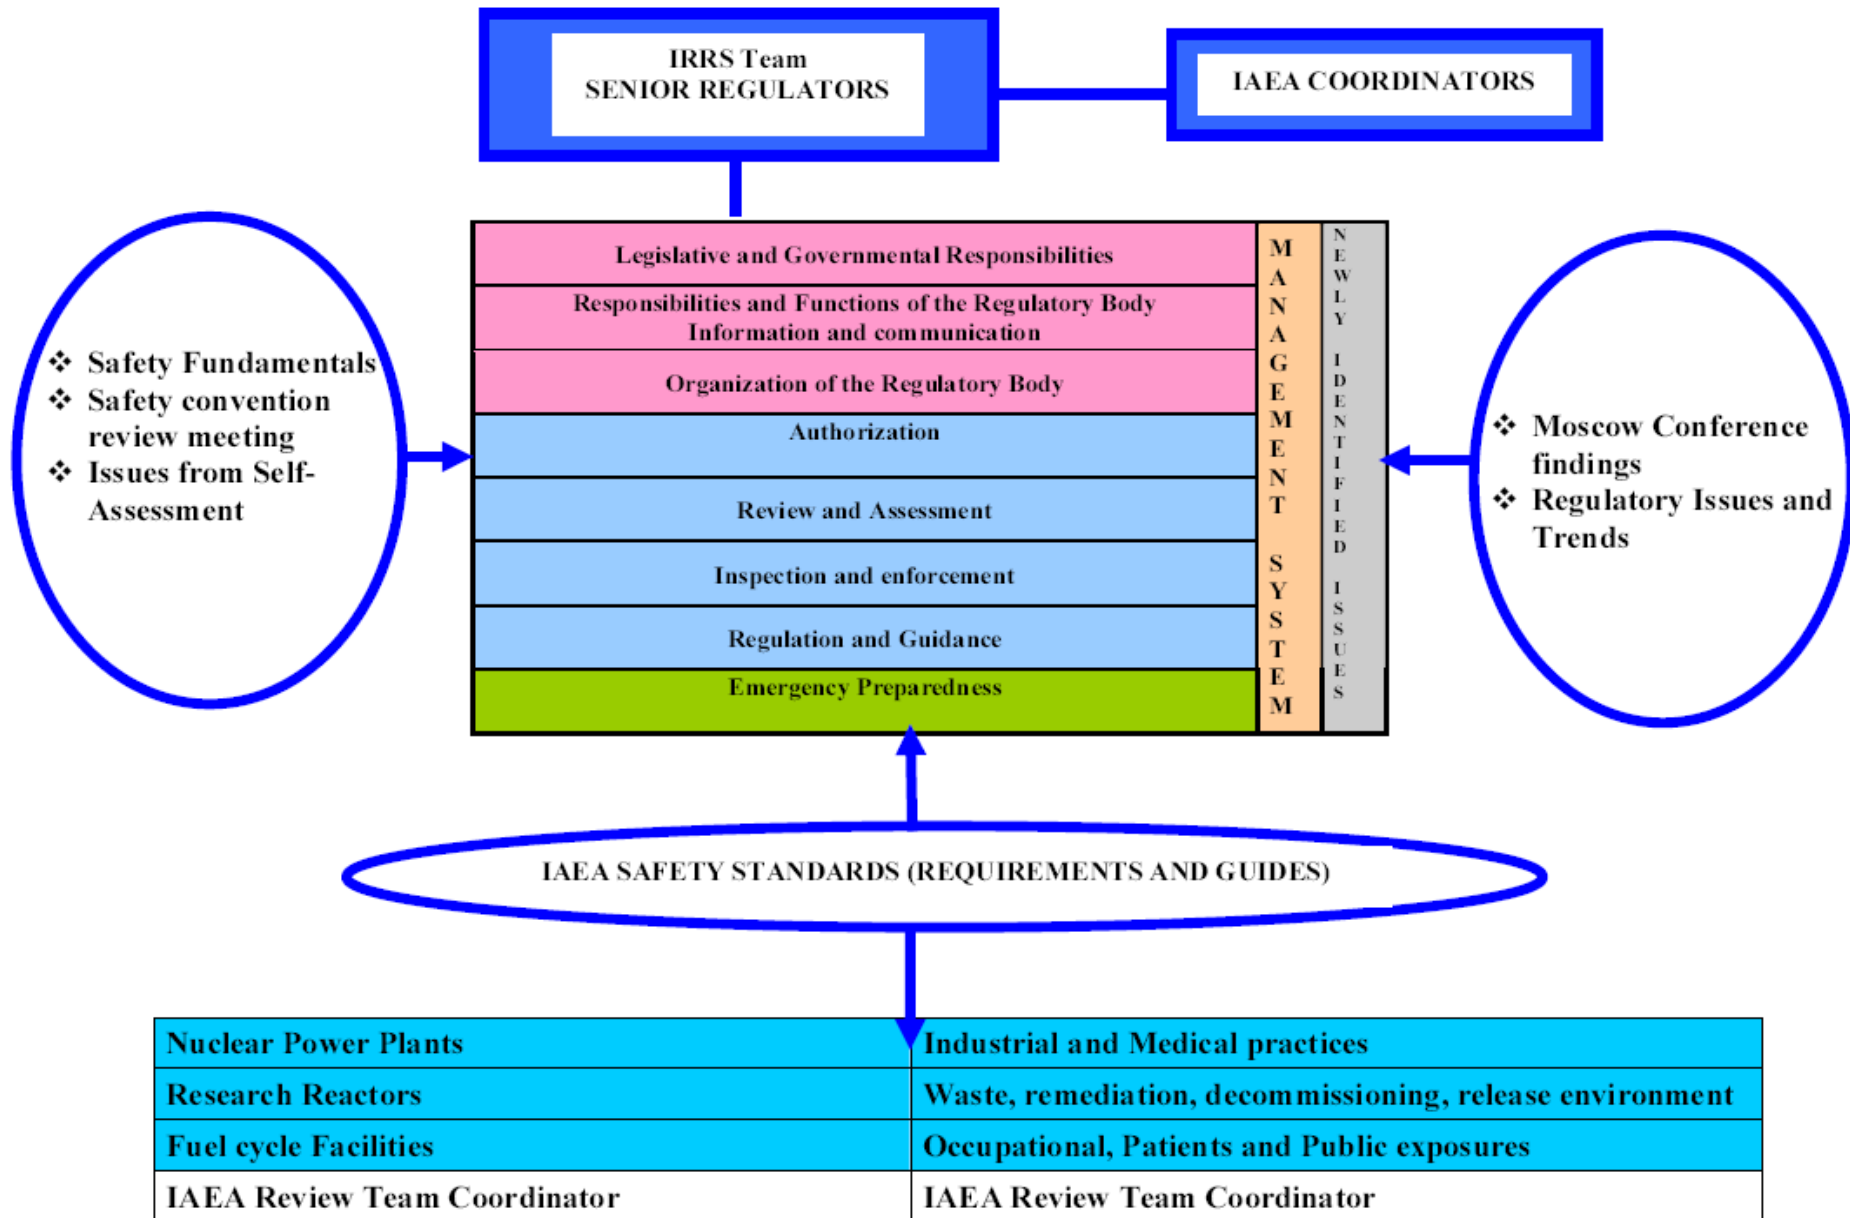 IRRS Team
SENIOR REGULATORS
IAEA COORDINATORS
❖ Safety Fundamentals
❖ Safety convention
review meeting
❖ Issues from Self-
Assessment
Legislative and Governmental Responsibilities
Responsibilities and Functions of the Regulatory Body
Information and communication
Organization of the Regulatory Body
Authorization
Review and Assessment
Inspection and enforcement
Regulation and Guidance
Emergency Preparedness
MANAGEMENT SYSTEM
NEWLY IDENTIFIED ISSUES
❖ Moscow Conference
findings
❖ Regulatory Issues and
Trends
IAEA SAFETY STANDARDS (REQUIREMENTS AND GUIDES)
Nuclear Power Plants
Industrial and Medical practices
Research Reactors
Waste, remediation, decommissioning, release environment
Fuel cycle Facilities
Occupational, Patients and Public exposures
IAEA Review Team Coordinator
IAEA Review Team Coordinator